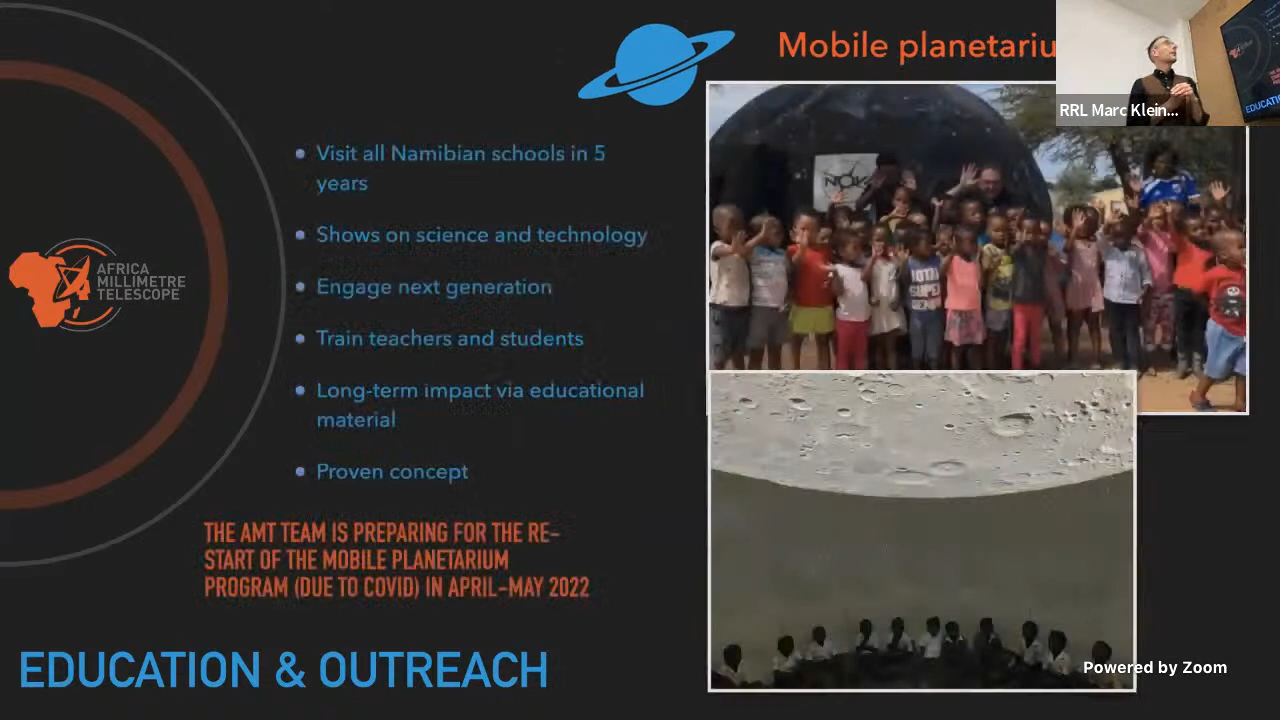 Mobile planetariu
RRL Marc Klein...
Visit all Namibian schools in 5
years
Shows on science and technology
Engage next generation
Train teachers and students
Long-term impact via educational
material
Proven concept
AFRICA
MILLIMETRE
TELESCOPE
THE AMT TEAM IS PREPARING FOR THE RE-
START OF THE MOBILE PLANETARIUM
PROGRAM (DUE TO COVID) IN APRIL-MAY 2022
EDUCATION & OUTREACH
Powered by Zoom